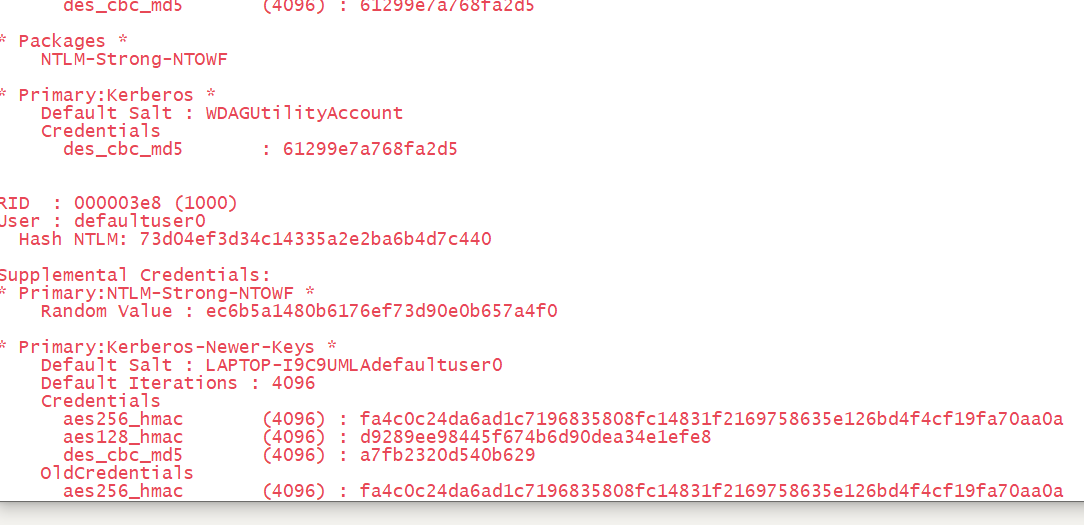 des_cbc_md5 (4096) : 61299e7a768fa2d5
* Packages *
NTLM-Strong-NTOWF
* Primary:Kerberos *
Default Salt : WDAGUtilityAccount
Credentials
des_cbc_md5 : 61299e7a768fa2d5
RID : 000003e8 (1000)
User : defaultuser0
Hash NTLM: 73d04ef3d34c14335a2e2ba6b4d7c440
Supplemental Credentials:
* Primary:NTLM-Strong-NTOWF *
Random Value : ec6b5a1480b6176ef73d90e0b657a4f0
* Primary:Kerberos-Newer-Keys *
Default Salt : LAPTOP-I9C9UMLAdefaultuser0
Default Iterations : 4096
Credentials
aes256_hmac (4096) : fa4c0c24da6ad1c7196835808fc14831f2169758635e126bd4f4cf19fa70aa0a
aes128_hmac (4096) : d9289ee98445f674b6d90dea34e1efe8
des_cbc_md5 (4096) : a7fb2320d540b629
OldCredentials
aes256_hmac (4096) : fa4c0c24da6ad1c7196835808fc14831f2169758635e126bd4f4cf19fa70aa0a